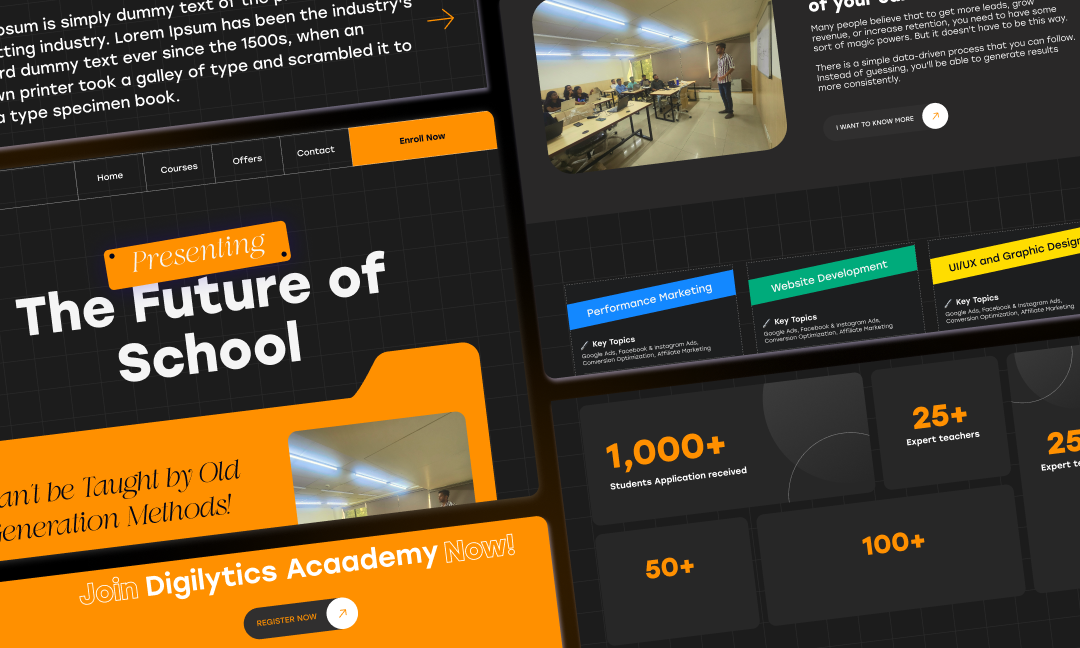 psum is simply dummy text of the p
tting industry. Lorem Ipsum has been the industry's
rd dummy text ever since the 1500s, when an
wn printer took a galley of type and scrambled it to
a type specimen book.
Home
Courses
Offers
Contact
Enroll Now
Presenting
The Future of
School
an't be Taught by Old
Generation Methods!
Join Digilytics Acaademy Now!
REGISTER NOW
Many people believe that to get more leads, grow
revenue, or increase retention, you need to have some
sort of magic powers. But it doesn't have to be this way.
There is a simple data-driven process that you can follow.
Instead of guessing, you'll be able to generate results
more consistently.
I WANT TO KNOW MORE
Performance Marketing
Key Topics
Google Ads, Facebook & Instagram Ads,
Conversion Optimization, Affiliate Marketing
Website Development
Key Topics
Google Ads, Facebook & Instagram Ads,
Conversion Optimization, Affiliate Marketing
UI/UX and Graphic Design
Key Topics
Google Ads, Facebook & Instagram Ads,
Conversion Optimization, Affiliate Marketing
1,000+
Students Application received
25+
Expert teachers
25
Expert te
50+
100+